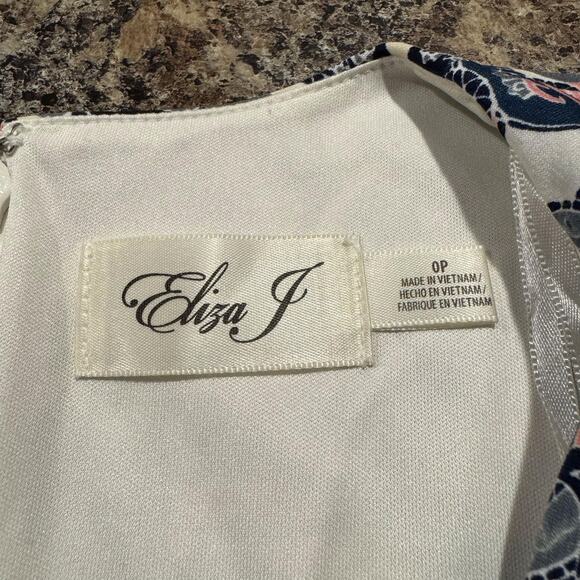 Eliza J
0P
MADE IN VIETNAM/
HECHO EN VIETNAM/
FABRIQUE EN VIETNAM